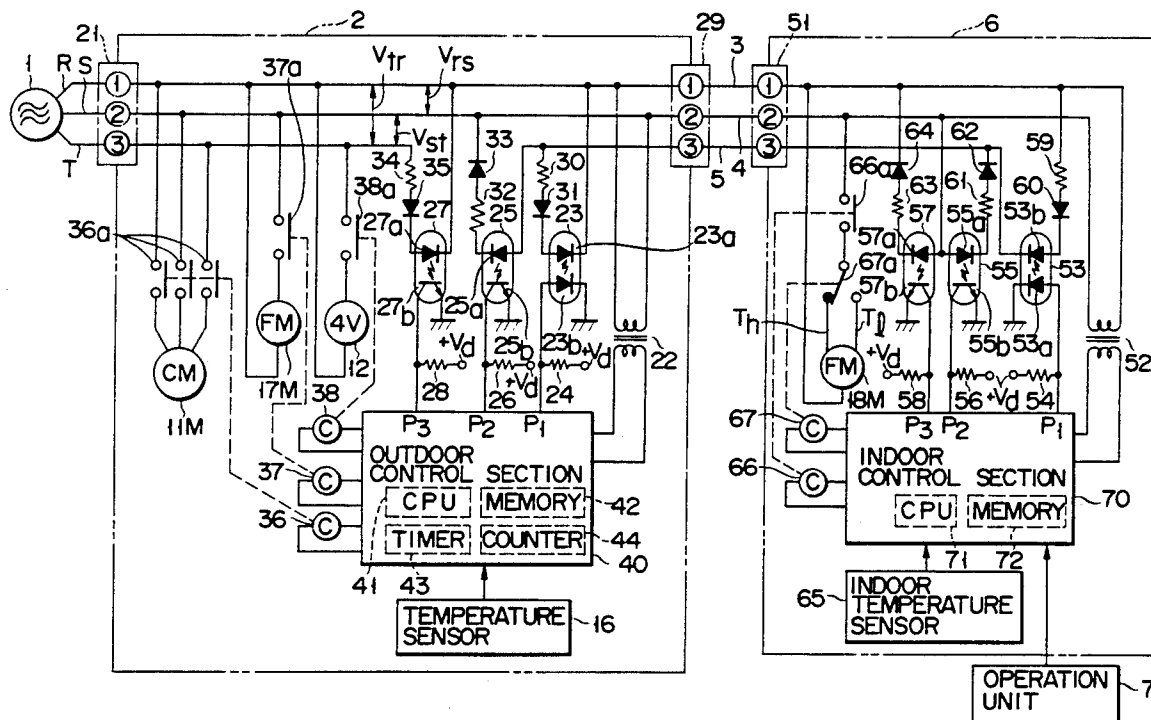 2
6
21
29
51
1
R
S
T
①
②
③
37a
Vtr
Vrs
Vst
①
②
③
3
4
5
①
②
③
34
35
33
32
30
31
38a
27a
27
25
23
23a
27b
25a
25b
23b
+Vd
+Vd
+Vd
28
26
24
22
36a
CM
11M
FM
17M
4V
12
64
62
59
66a
63
61
60
57
55a
53b
57a
67a
55
53
57b
55b
53a
Th
Tl
FM
18M
+Vd
+Vd
58
56
54
52
38
C
37
C
36
C
P3
P2
P1
OUTDOOR
CONTROL SECTION
CPU
MEMORY
TIMER
COUNTER
42
44
40
41
43
TEMPERATURE
SENSOR
16
67
C
66
C
P3
P2
P1
INDOOR
CONTROL SECTION
CPU
MEMORY
70
71
72
65
INDOOR
TEMPERATURE
SENSOR
OPERATION
UNIT
7